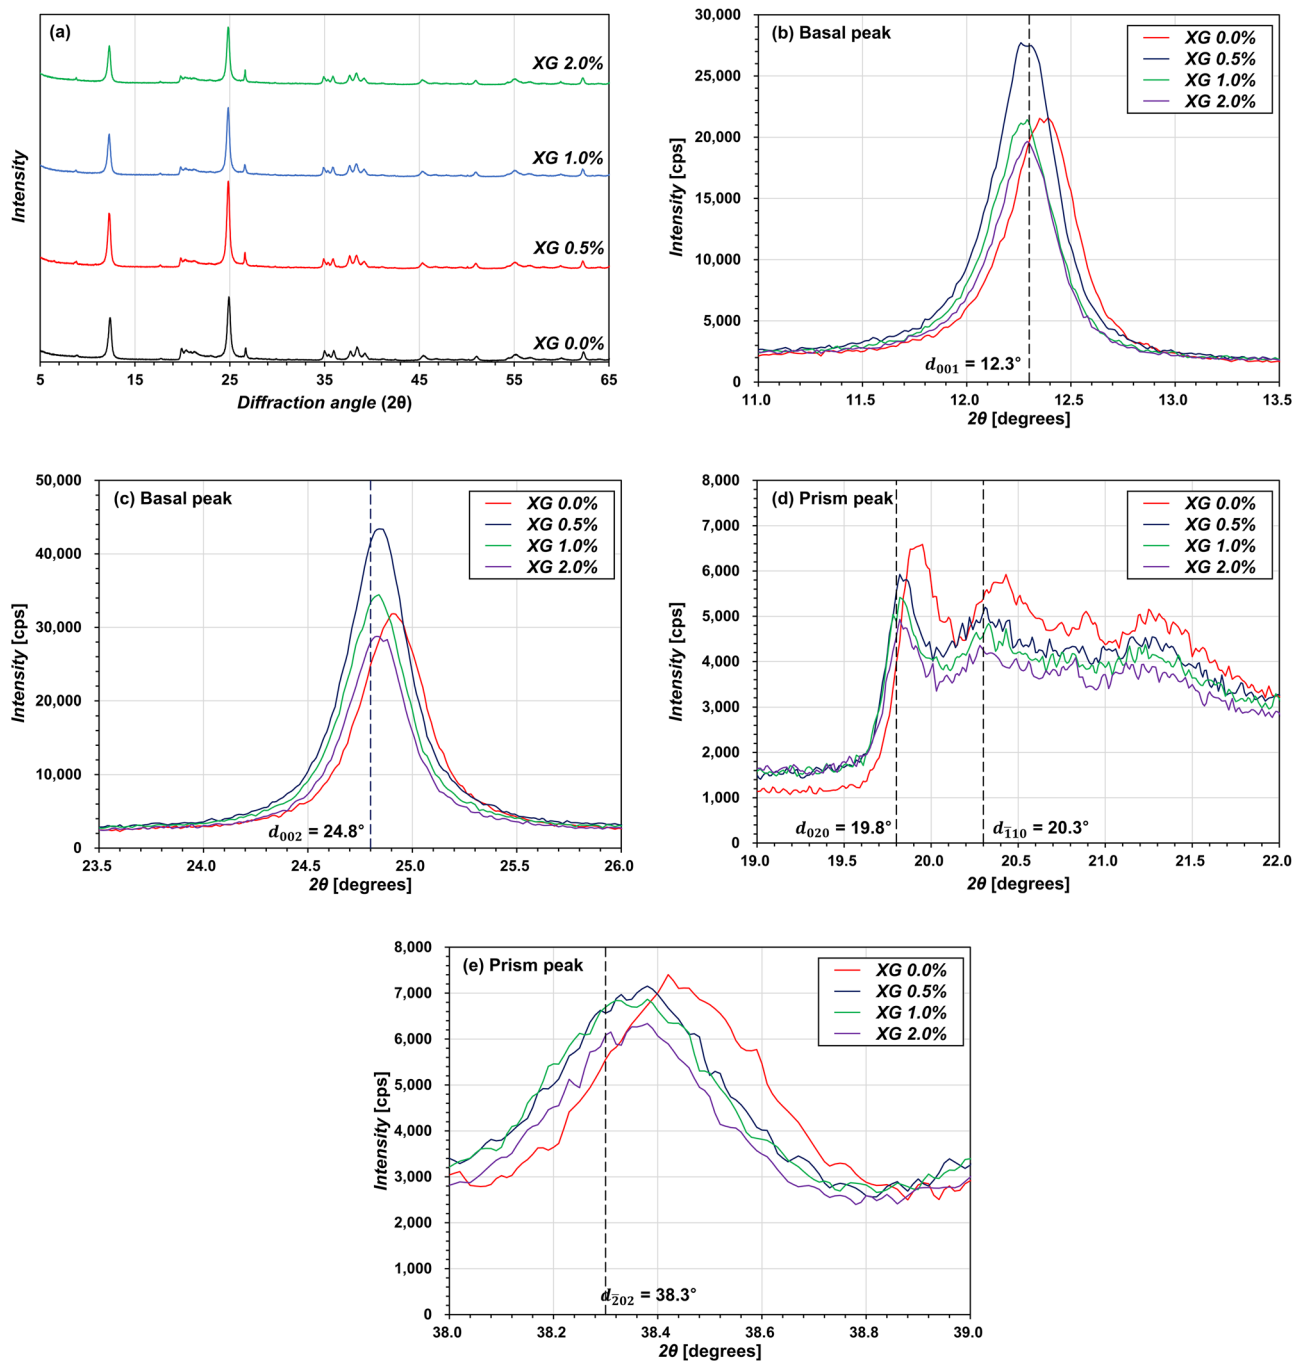 (a)
XG 2.0%
XG 1.0%
XG 0.5%
XG 0.0%
Intensity
5 15 25 35 45 55 65
Diffraction angle (2θ)
(b) Basal peak
XG 0.0%
XG 0.5%
XG 1.0%
XG 2.0%
30,000
25,000
20,000
15,000
10,000
5,000
0
Intensity [cps]
d001 = 12.3°
11.0 11.5 12.0 12.5 13.0 13.5
2θ [degrees]
(c) Basal peak
XG 0.0%
XG 0.5%
XG 1.0%
XG 2.0%
50,000
40,000
30,000
20,000
10,000
0
Intensity [cps]
d002 = 24.8°
23.5 24.0 24.5 25.0 25.5 26.0
2θ [degrees]
(d) Prism peak
XG 0.0%
XG 0.5%
XG 1.0%
XG 2.0%
8,000
7,000
6,000
5,000
4,000
3,000
2,000
1,000
0
Intensity [cps]
d020 = 19.8° d1̅10 = 20.3°
19.0 19.5 20.0 20.5 21.0 21.5 22.0
2θ [degrees]
(e) Prism peak
XG 0.0%
XG 0.5%
XG 1.0%
XG 2.0%
8,000
7,000
6,000
5,000
4,000
3,000
2,000
1,000
0
Intensity [cps]
d2̅02 = 38.3°
38.0 38.2 38.4 38.6 38.8 39.0
2θ [degrees]